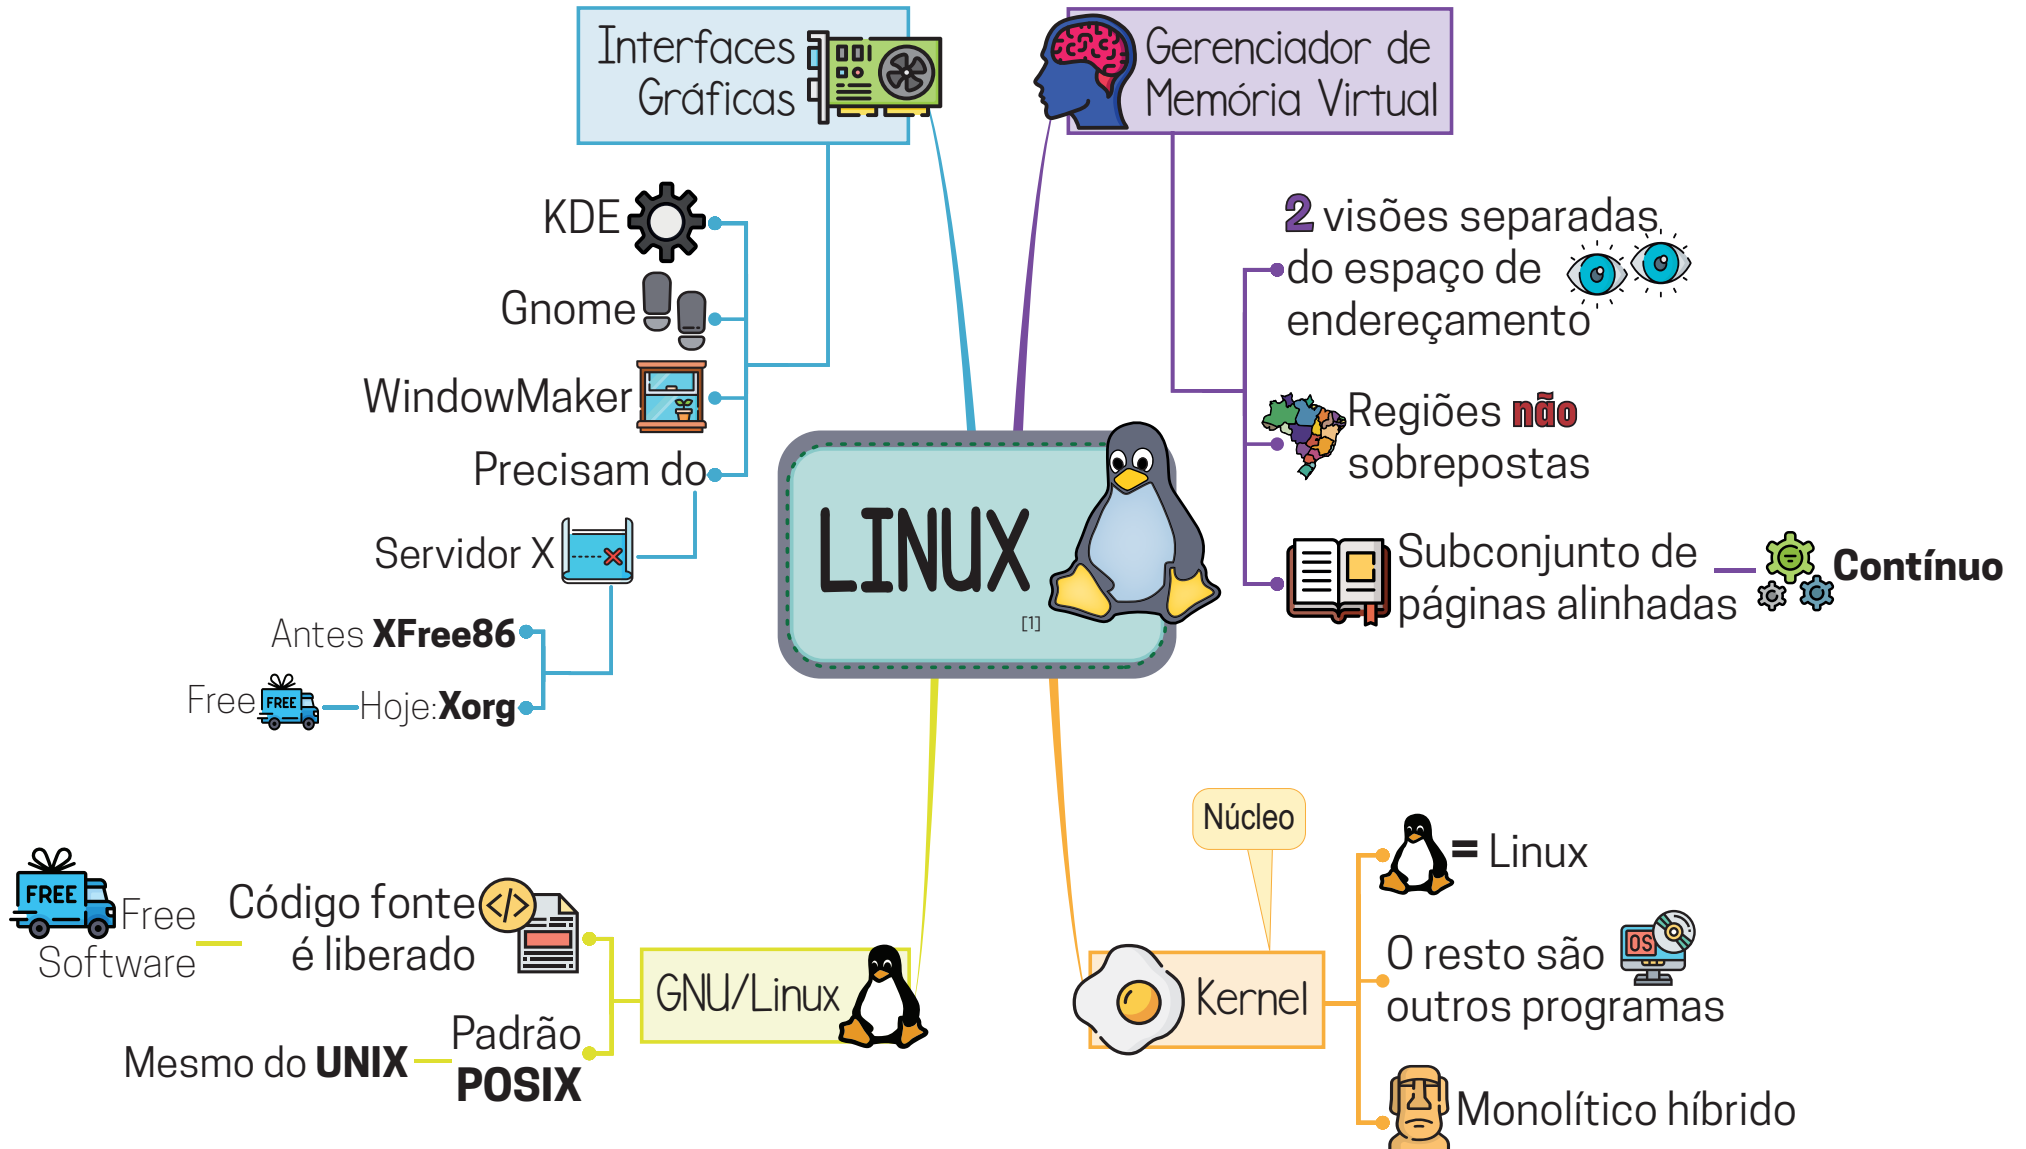 Interfaces
Gráficas
KDE
Gnome
WindowMaker
Precisam do
Servidor X
Antes XFree86
Free FREE Hoje:Xorg
Gerenciador de
Memória Virtual
2 visões separadas
do espaço de
endereçamento
Regiões não
sobrepostas
Subconjunto de
páginas alinhadas
Contínuo
LINUX
[1]
GNU/Linux
Código fonte
é liberado
FREE
Free
Software
Padrão
POSIX
Mesmo do UNIX
Núcleo
Kernel
= Linux
O resto são
OS
outros programas
Monolítico híbrido